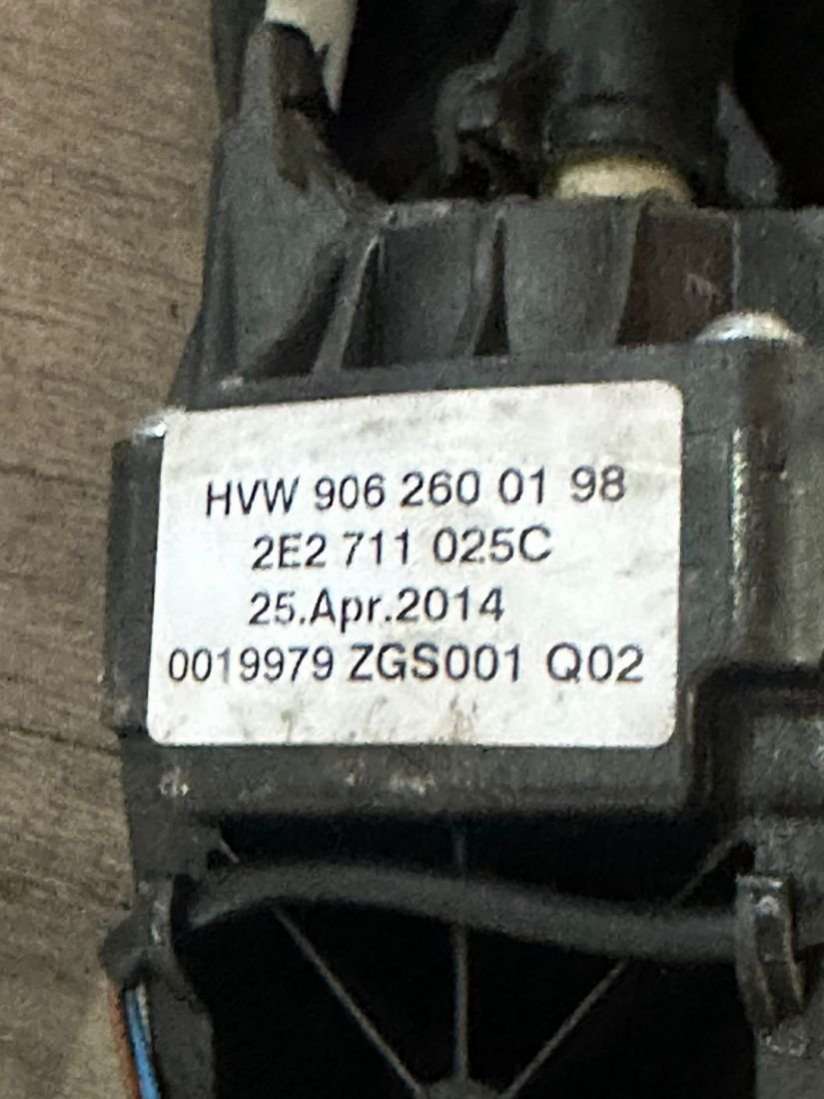 HVW 906 260 01 98
2E2 711 025C
25.Apr.2014
0019979 ZGS001 Q02